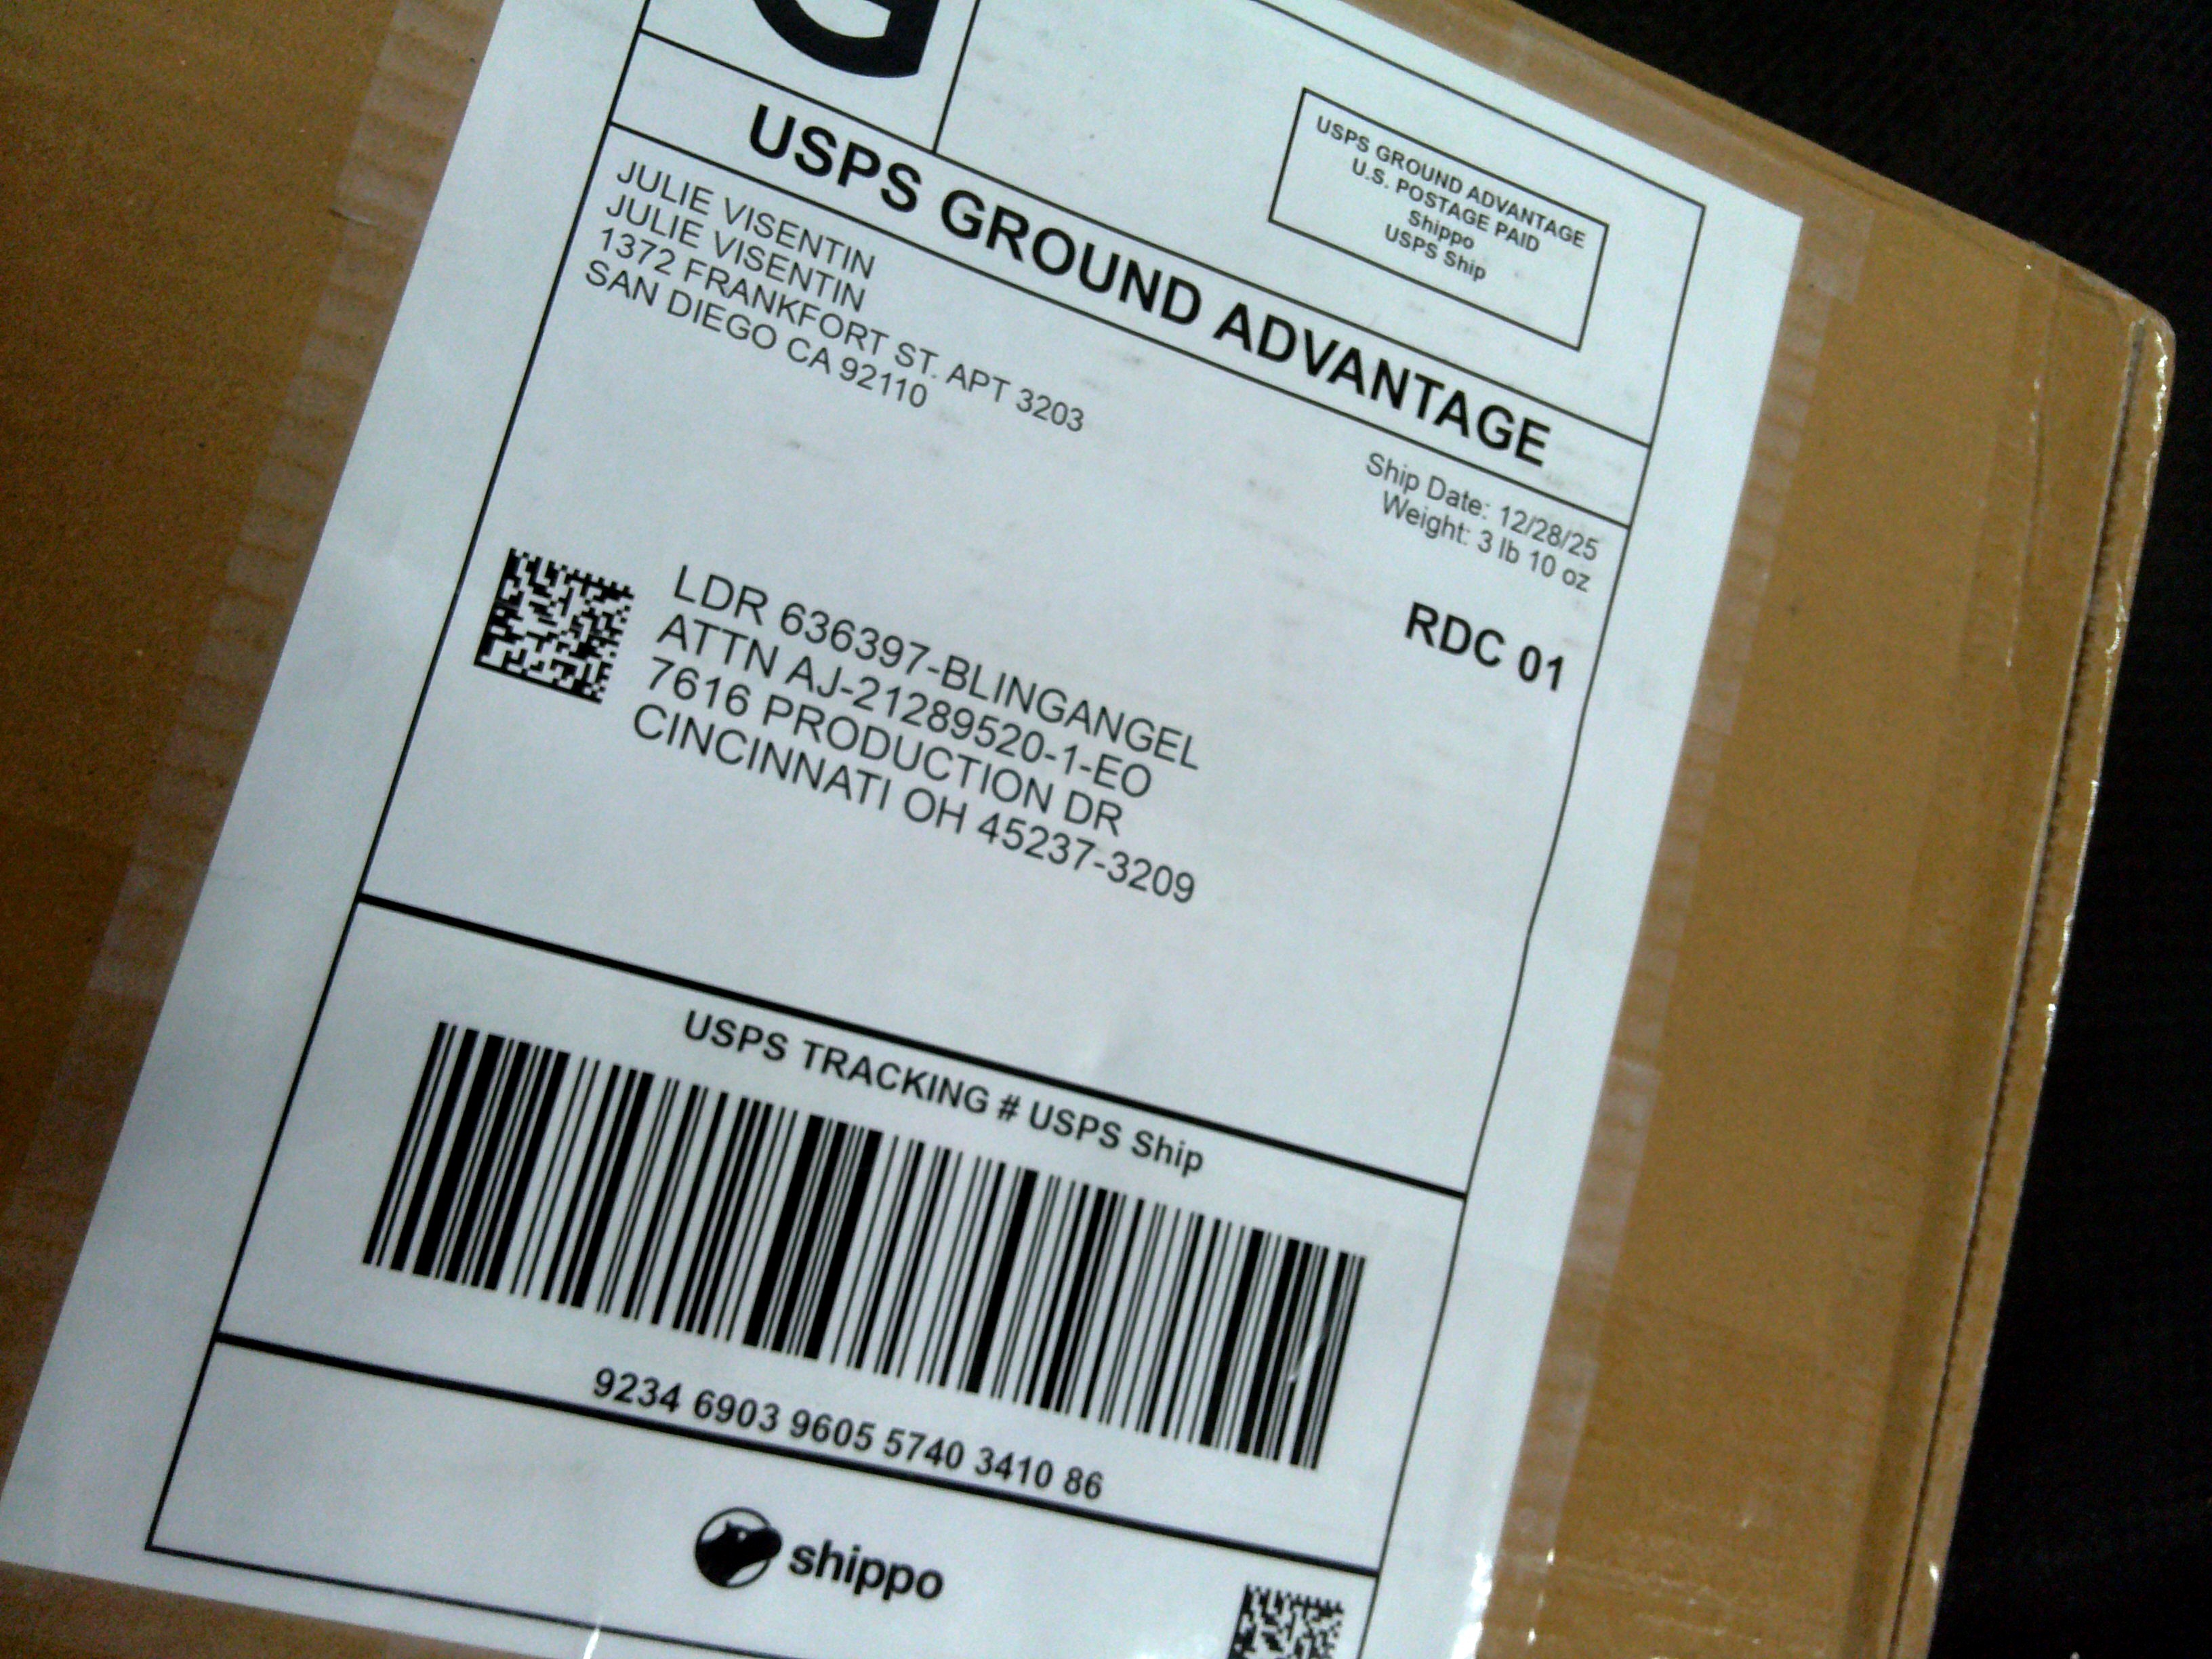 G
USPS GROUND ADVANTAGE
U.S. POSTAGE PAID
Shippo
USPS Ship
USPS GROUND ADVANTAGE
JULIE VISENTIN
JULIE VISENTIN
1372 FRANKFORT ST. APT 3203
SAN DIEGO CA 92110
Ship Date: 12/28/25
Weight: 3 lb 10 oz
RDC 01
LDR 636397-BLINGANGEL
ATTN AJ-21289520-1-EO
7616 PRODUCTION DR
CINCINNATI OH 45237-3209
USPS TRACKING # USPS Ship
9234 6903 9605 5740 3410 86
shippo